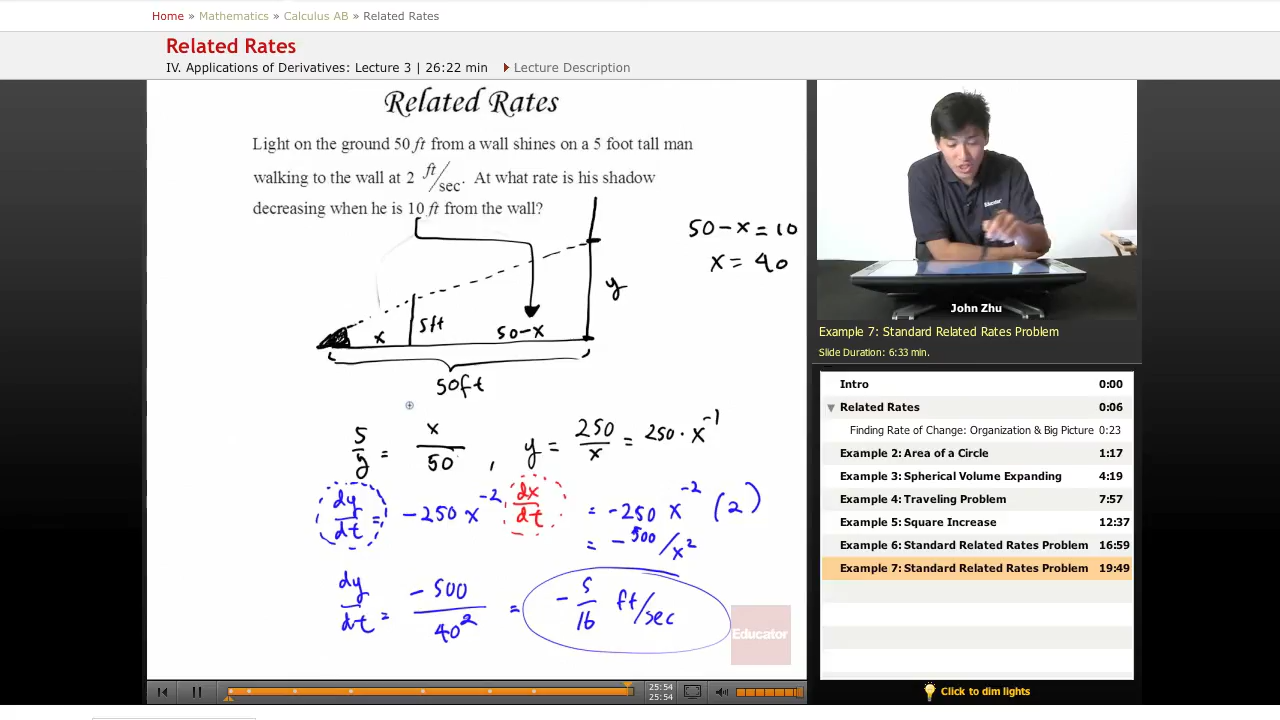 Home » Mathematics » Calculus AB » Related Rates
Related Rates
IV. Applications of Derivatives: Lecture 3 | 26:22 min Lecture Description
Related Rates
Light on the ground 50 ft from a wall shines on a 5 foot tall man
walking to the wall at 2 ft/sec. At what rate is his shadow
decreasing when he is 10 ft from the wall?
50-x=10
x=40
y
5ft
x
50-x
50ft
5/y = x/50 , y = 250/x = 250·x^-1
dy/dt = -250x^-2 dx/dt = -250x^-2 (2)
= -500/x^2
dy/dt = -500/40^2 = -5/16 ft/sec
Educator
Educator
John Zhu
Example 7: Standard Related Rates Problem
Slide Duration: 6:33 min.
Intro 0:00
Related Rates 0:06
Finding Rate of Change: Organization & Big Picture 0:23
Example 2: Area of a Circle 1:17
Example 3: Spherical Volume Expanding 4:19
Example 4: Traveling Problem 7:57
Example 5: Square Increase 12:37
Example 6: Standard Related Rates Problem 16:59
Example 7: Standard Related Rates Problem 19:49
25:54
25:54
Click to dim lights